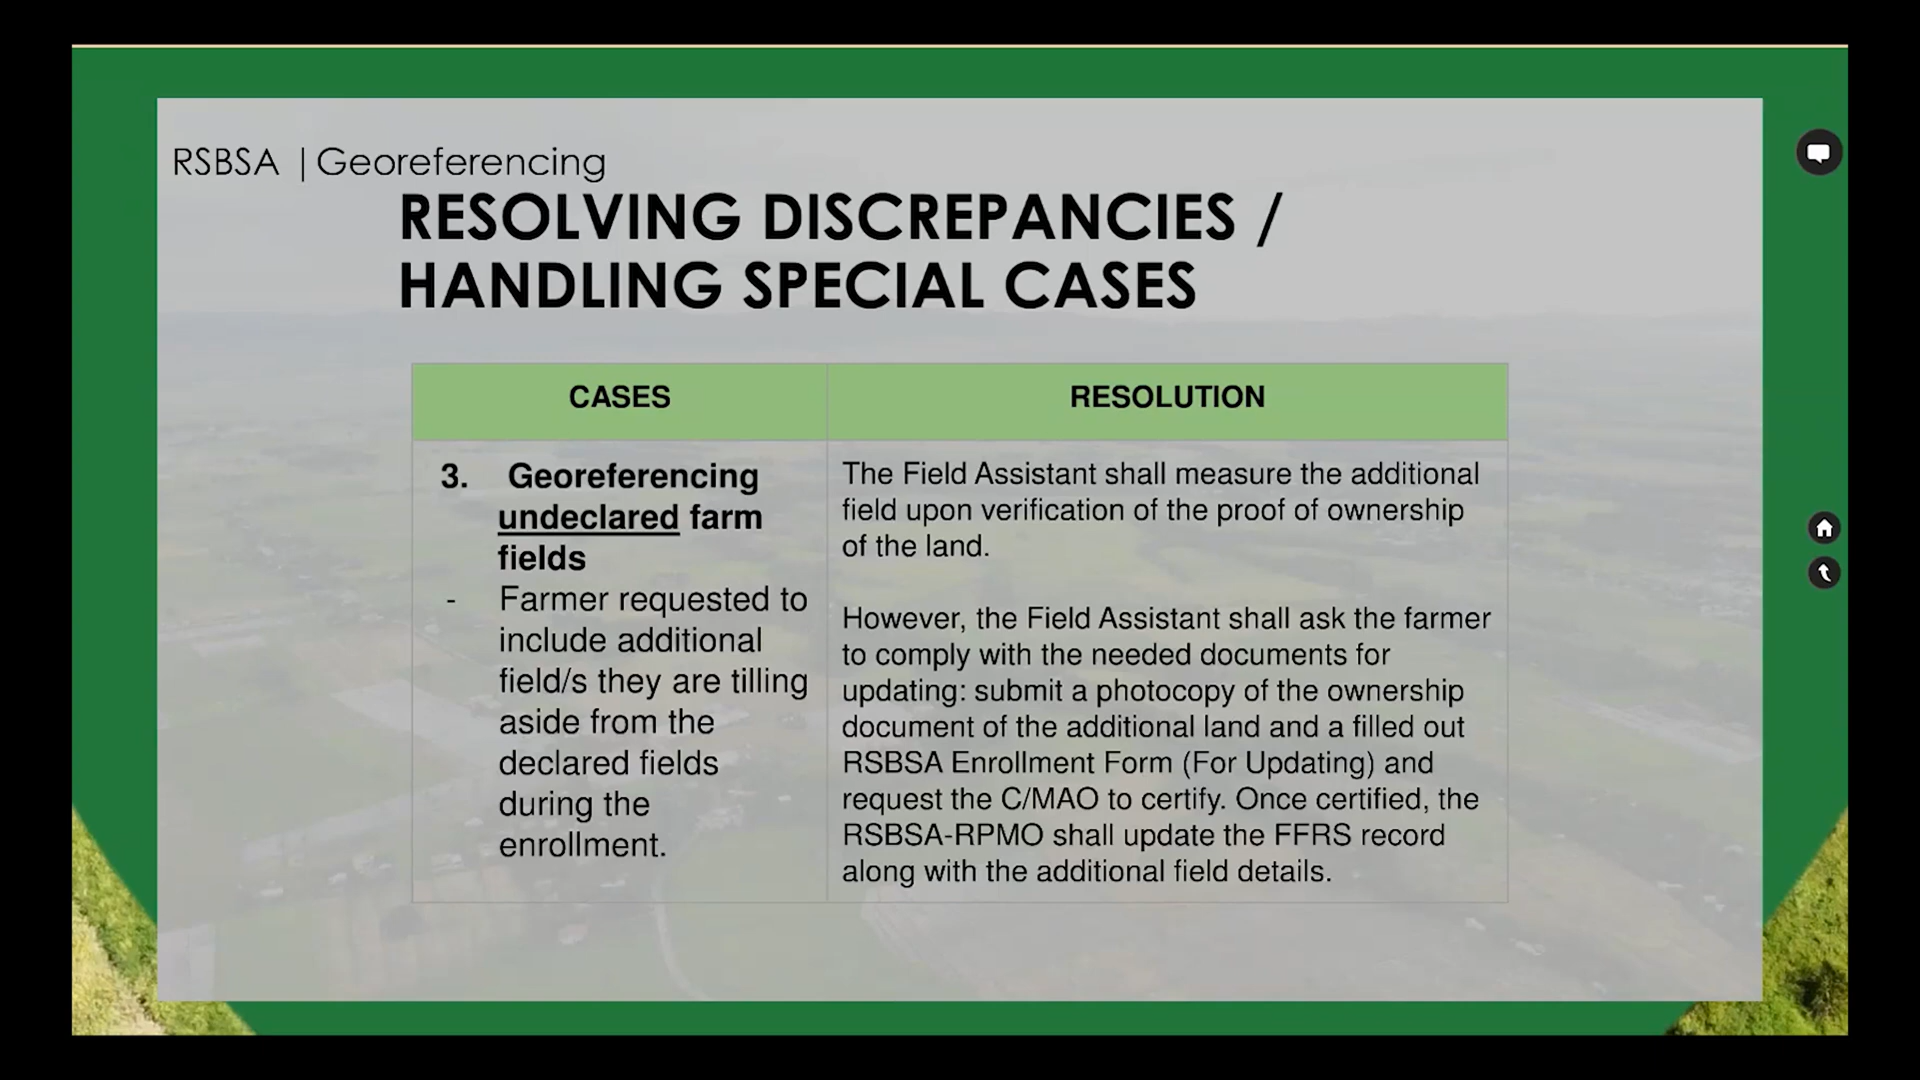 RSBSA | Georeferencing
RESOLVING DISCREPANCIES /
HANDLING SPECIAL CASES
CASES
RESOLUTION
3. Georeferencing
undeclared farm
fields
- Farmer requested to
include additional
field/s they are tilling
aside from the
declared fields
during the
enrollment.
The Field Assistant shall measure the additional
field upon verification of the proof of ownership
of the land.
However, the Field Assistant shall ask the farmer
to comply with the needed documents for
updating: submit a photocopy of the ownership
document of the additional land and a filled out
RSBSA Enrollment Form (For Updating) and
request the C/MAO to certify. Once certified, the
RSBSA-RPMO shall update the FFRS record
along with the additional field details.